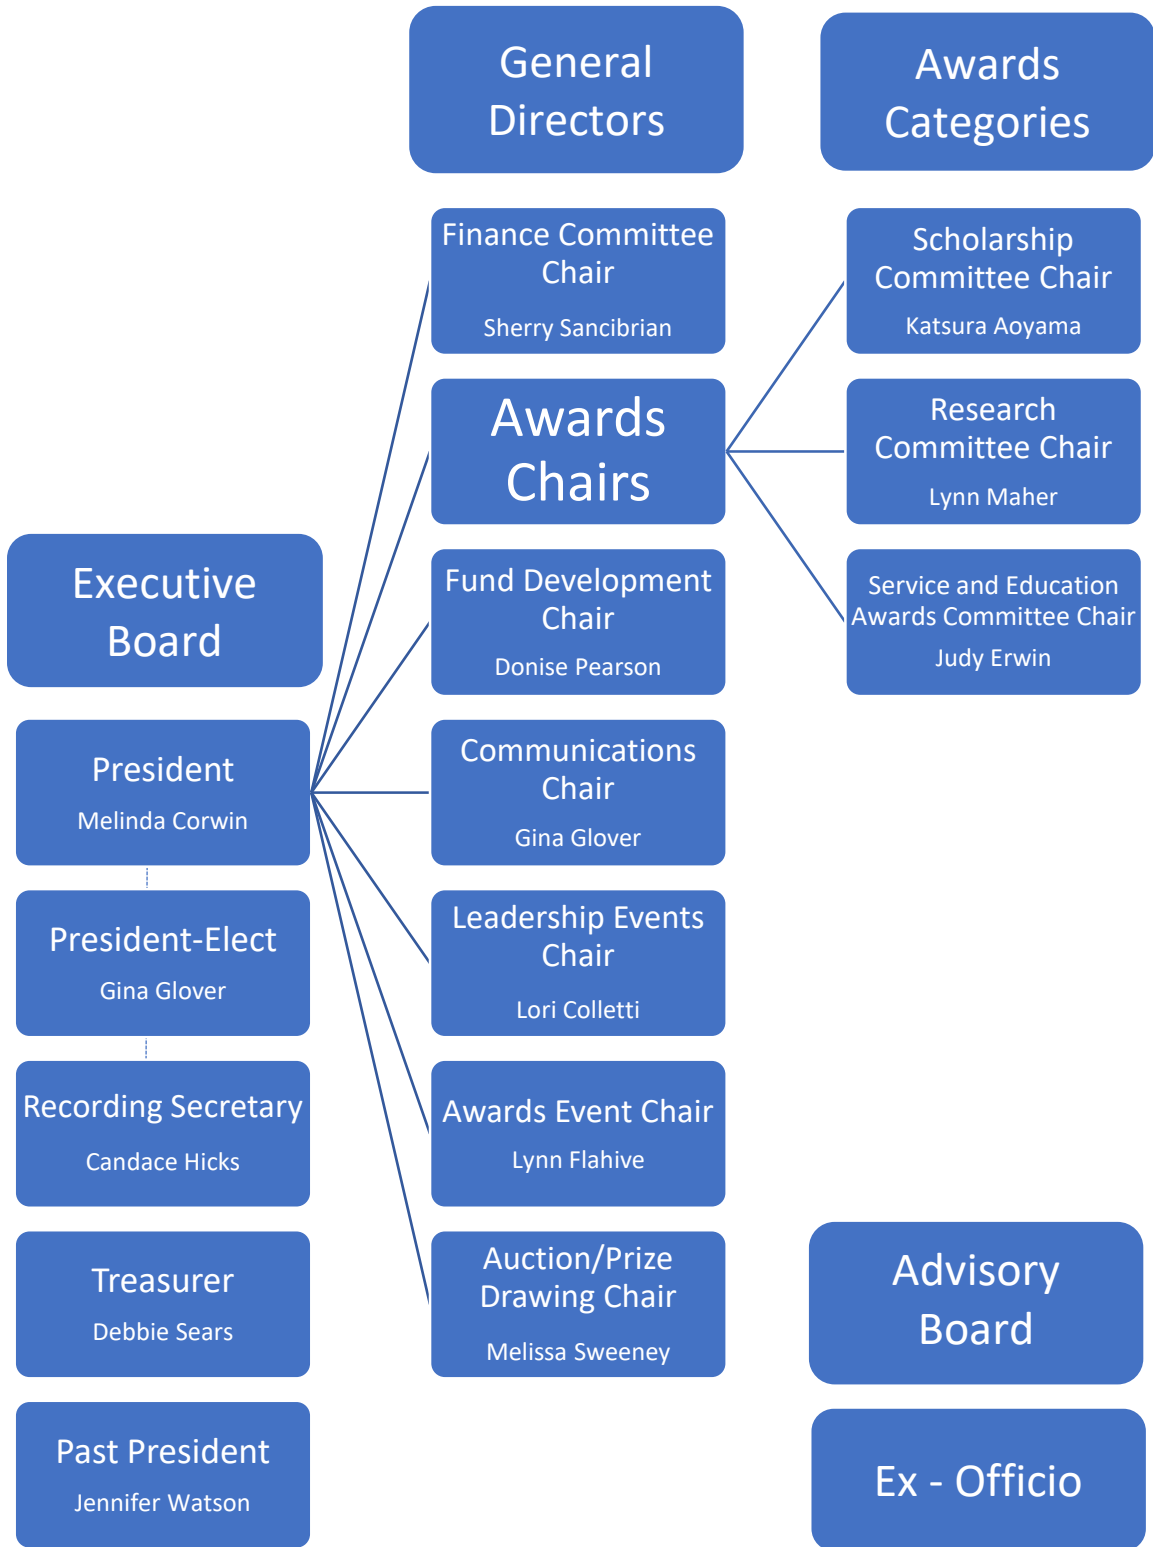 General
Directors
Awards
Categories
Finance Committee
Chair
Sherry Sancibrian
Scholarship
Committee Chair
Katsura Aoyama
Awards
Chairs
Research
Committee Chair
Lynn Maher
Executive
Board
Fund Development
Chair
Donise Pearson
Service and Education
Awards Committee Chair
Judy Erwin
President
Melinda Corwin
Communications
Chair
Gina Glover
President-Elect
Gina Glover
Leadership Events
Chair
Lori Colletti
Recording Secretary
Candace Hicks
Awards Event Chair
Lynn Flahive
Treasurer
Debbie Sears
Auction/Prize
Drawing Chair
Melissa Sweeney
Advisory
Board
Past President
Jennifer Watson
Ex - Officio